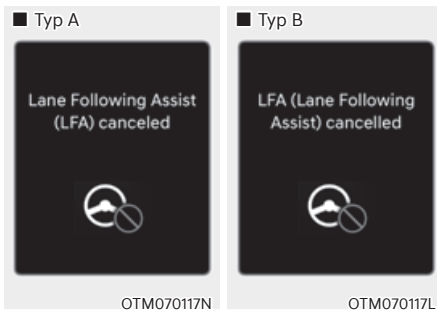 ■ Typ A
Lane Following Assist
(LFA) canceled
OTM070117N
■ Typ B
LFA (Lane Following
Assist) cancelled
OTM070117L